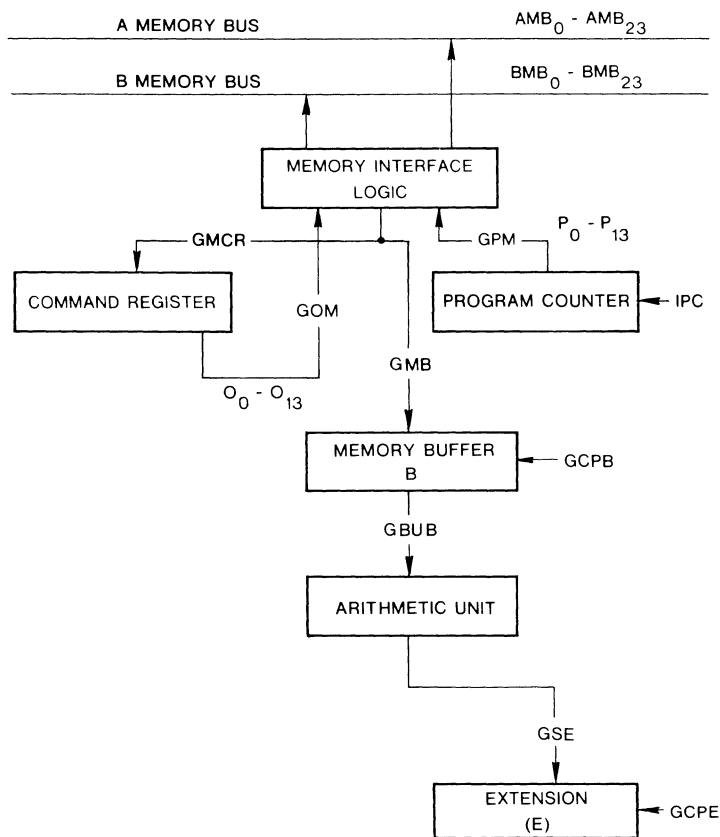 A MEMORY BUS
AMB0 - AMB23
B MEMORY BUS
BMB0 - BMB23
MEMORY INTERFACE
LOGIC
P0 - P13
GMCR
GPM
COMMAND REGISTER
GOM
PROGRAM COUNTER
IPC
GMB
O0 - O13
MEMORY BUFFER
B
GCPB
GBUB
ARITHMETIC UNIT
GSE
EXTENSION
(E)
GCPE